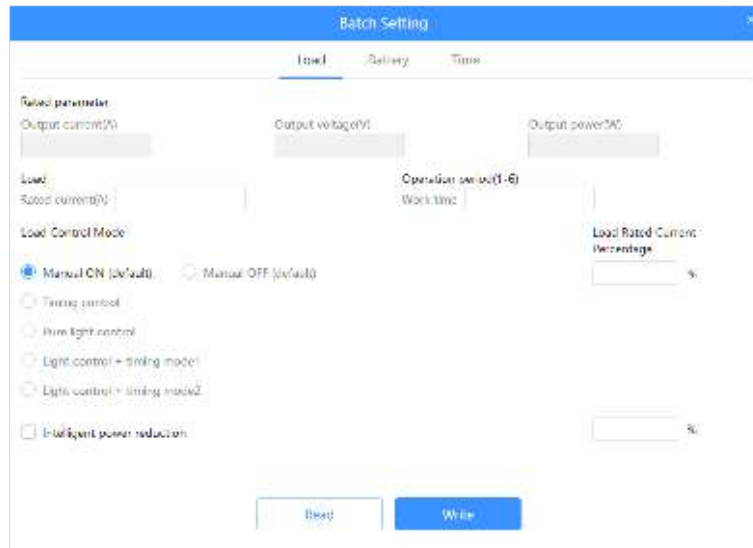 Batch Setting
Load Battery Time
Rated parameter
Output current(A) Output voltage(V) Output power(W)
Load Operation period(1-6)
Rated current(A) Work time
Load Control Mode Load Rated Current Percentage
Manual ON (default) Manual OFF (default) %
Timing control
Pure light control
Light control + timing mode1
Light control + timing mode2
Intelligent power reduction %
Read Write